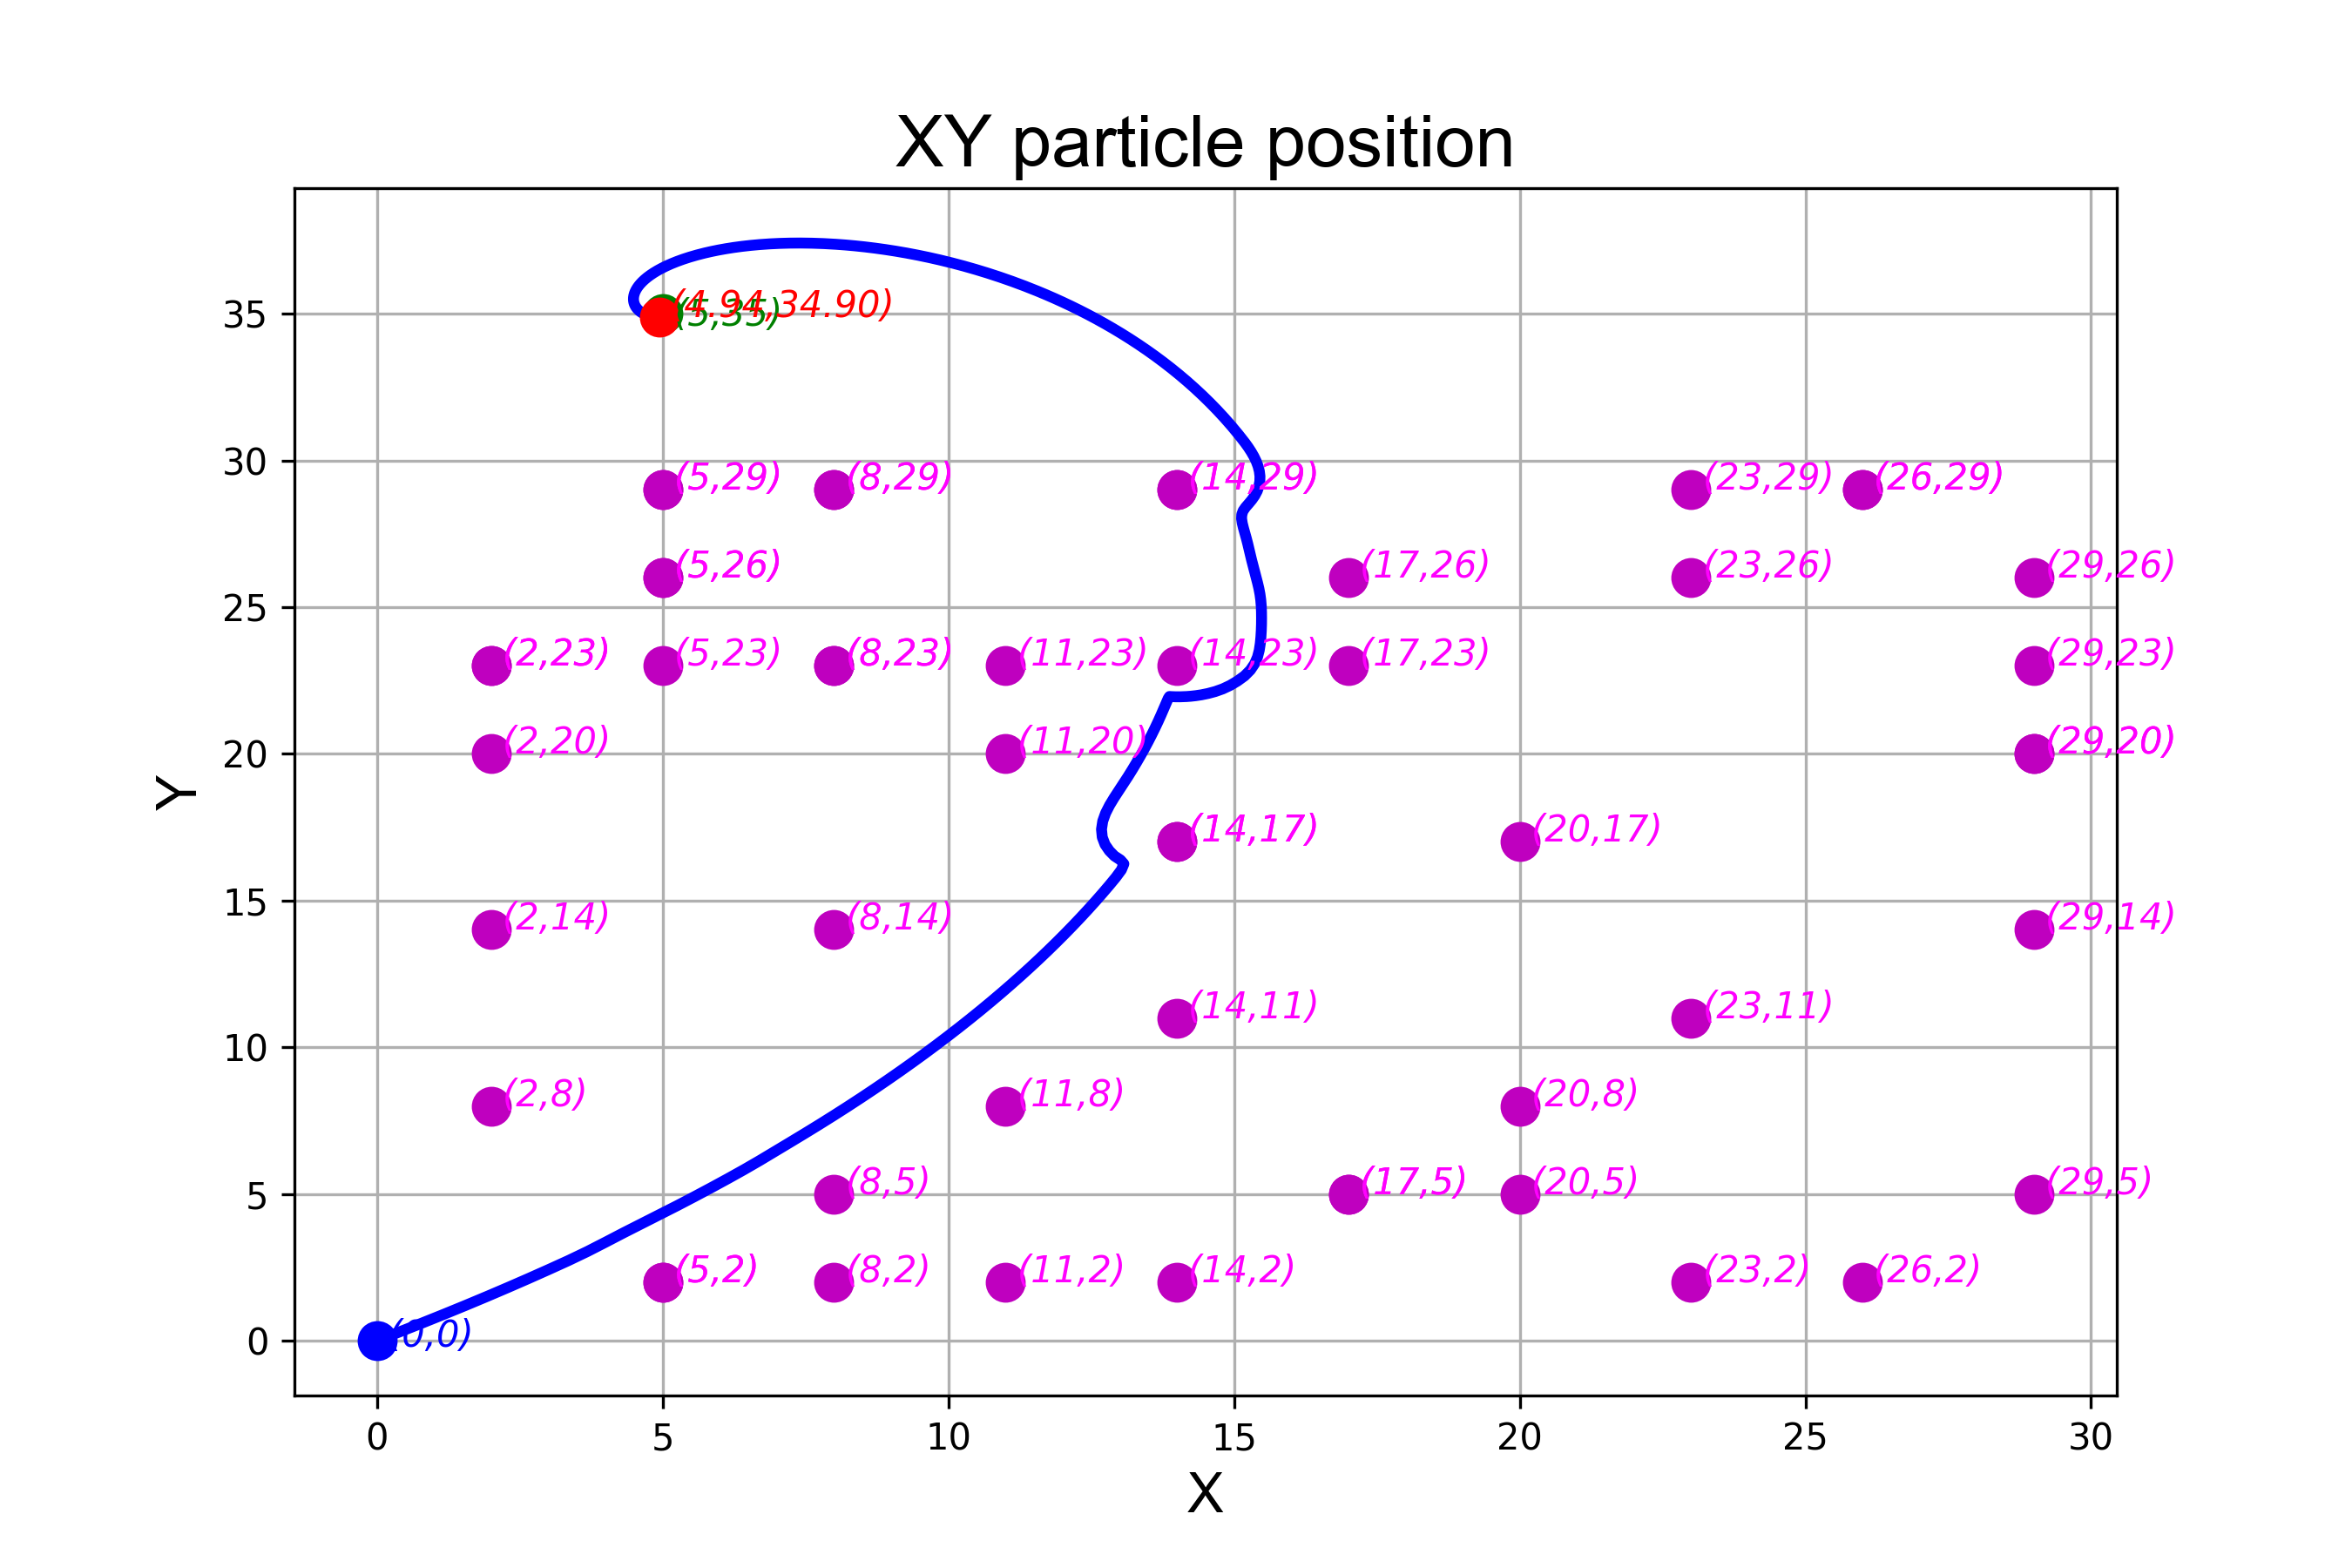 XY particle position
35
(4.94,34.90)
(5,35)
30
(5,29) (8,29) (14,29) (23,29) (26,29)
(5,26) (17,26) (23,26) (29,26)
25
(2,23) (5,23) (8,23) (11,23) (14,23) (17,23) (29,23)
20 (2,20) (11,20) (29,20)
Y
(14,17) (20,17)
15
(2,14) (8,14) (29,14)
(14,11) (23,11)
10
(2,8) (11,8) (20,8)
5 (8,5) (17,5) (20,5) (29,5)
(5,2) (8,2) (11,2) (14,2) (23,2) (26,2)
0 (0,0)
0 5 10 15 20 25 30
X